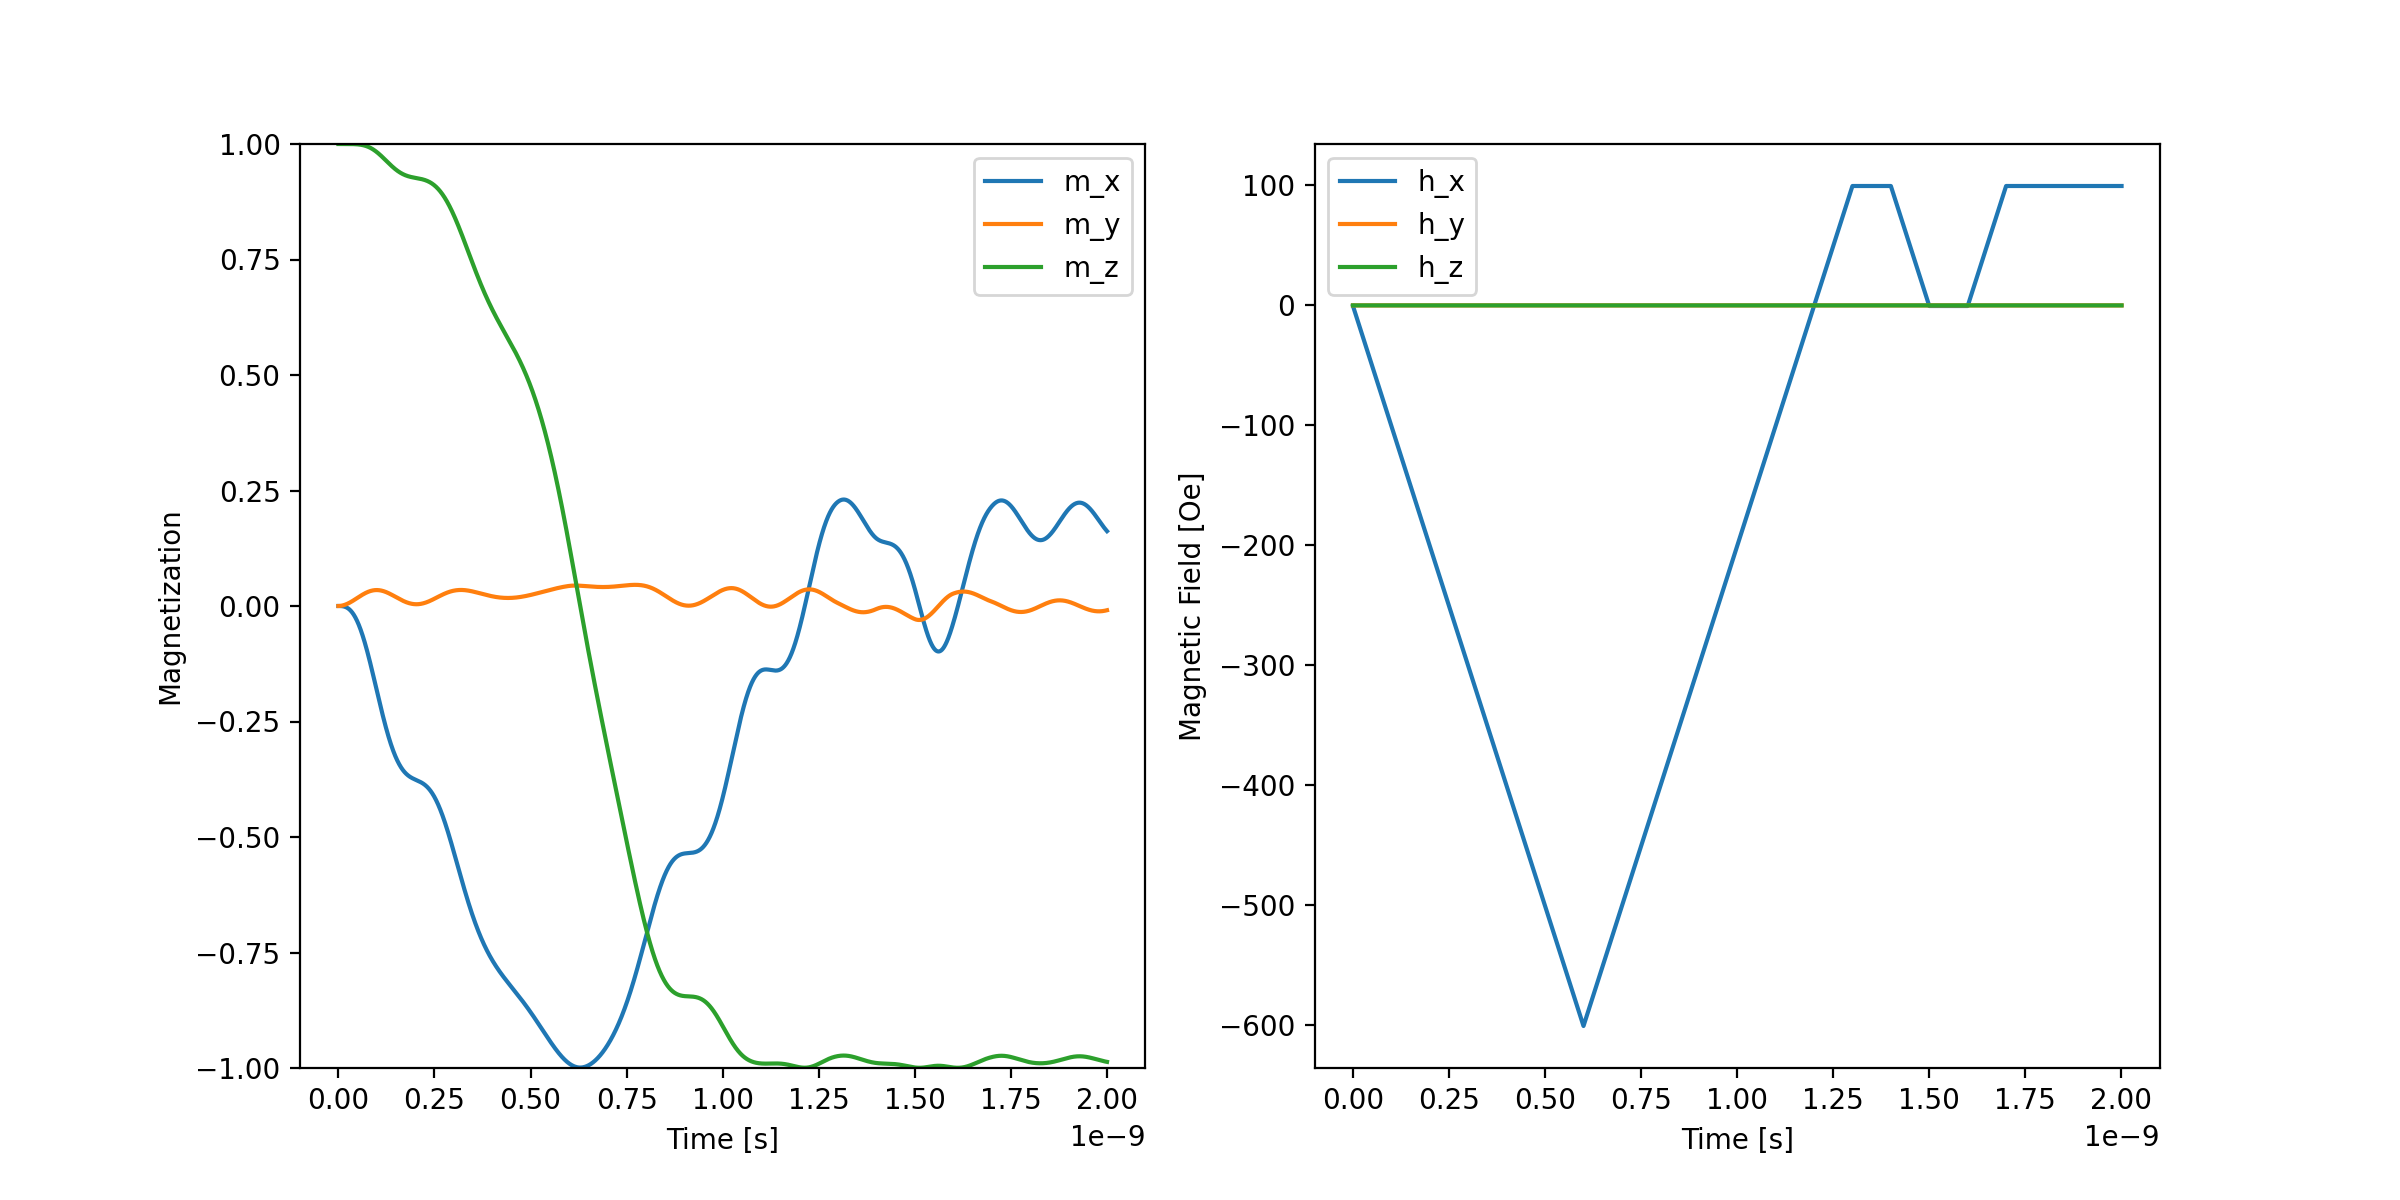 1.00
0.75
0.50
0.25
0.00
−0.25
−0.50
−0.75
−1.00
Magnetization
m_x
m_y
m_z
0.00 0.25 0.50 0.75 1.00 1.25 1.50 1.75 2.00
Time [s]
1e−9
100
0
−100
−200
−300
−400
−500
−600
Magnetic Field [Oe]
h_x
h_y
h_z
0.00 0.25 0.50 0.75 1.00 1.25 1.50 1.75 2.00
Time [s]
1e−9